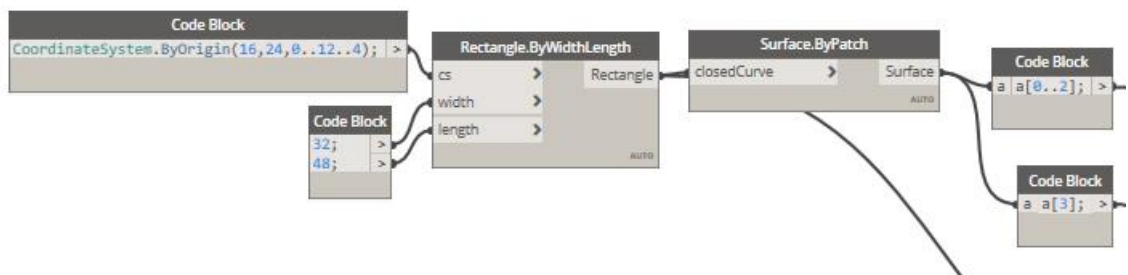 Code Block
CoordinateSystem.ByOrigin(16,24,0..12..4); >
Rectangle.ByWidthLength
cs >
width >
length >
Rectangle
AUTO
Code Block
32; >
48; >
Surface.ByPatch
closedCurve >
Surface
AUTO
Code Block
a a[0..2]; >
Code Block
a a[3]; >